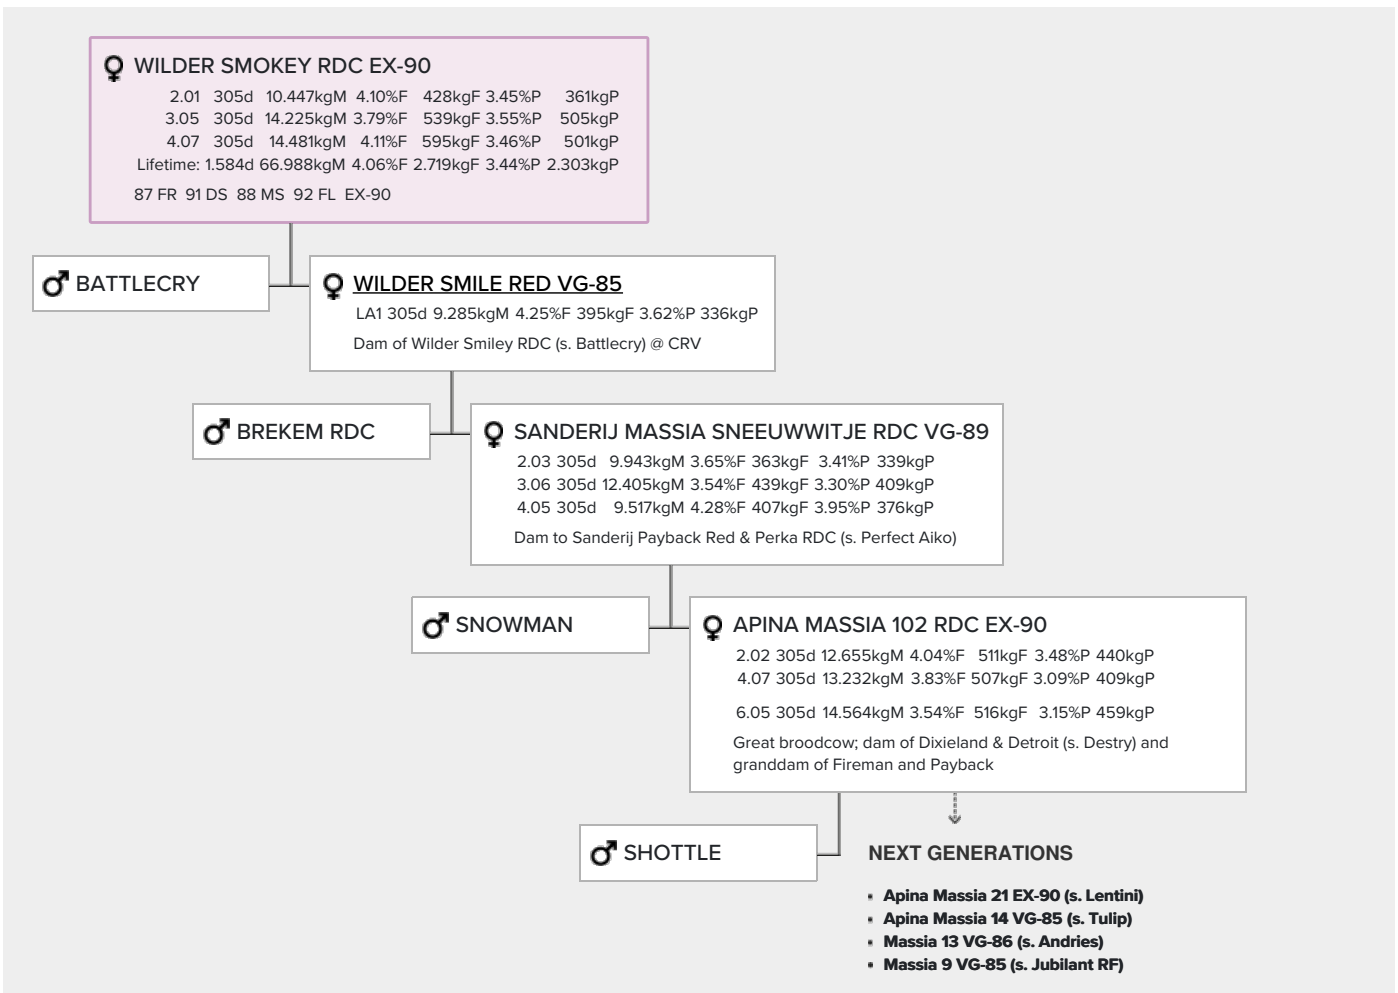 WILDER SMOKEY RDC EX-90
2.01 305d 10.447kgM 4.10%F 428kgF 3.45%P 361kgP
3.05 305d 14.225kgM 3.79%F 539kgF 3.55%P 505kgP
4.07 305d 14.481kgM 4.11%F 595kgF 3.46%P 501kgP
Lifetime: 1.584d 66.988kgM 4.06%F 2.719kgF 3.44%P 2.303kgP
87 FR 91 DS 88 MS 92 FL EX-90
BATTLECRY
WILDER SMILE RED VG-85
LA1 305d 9.285kgM 4.25%F 395kgF 3.62%P 336kgP
Dam of Wilder Smiley RDC (s. Battlecry) @ CRV
BREKEM RDC
SANDERIJ MASSIA SNEEUWWITJE RDC VG-89
2.03 305d 9.943kgM 3.65%F 363kgF 3.41%P 339kgP
3.06 305d 12.405kgM 3.54%F 439kgF 3.30%P 409kgP
4.05 305d 9.517kgM 4.28%F 407kgF 3.95%P 376kgP
Dam to Sanderij Payback Red & Perka RDC (s. Perfect Aiko)
SNOWMAN
APINA MASSIA 102 RDC EX-90
2.02 305d 12.655kgM 4.04%F 511kgF 3.48%P 440kgP
4.07 305d 13.232kgM 3.83%F 507kgF 3.09%P 409kgP
6.05 305d 14.564kgM 3.54%F 516kgF 3.15%P 459kgP
Great broodcow; dam of Dixieland & Detroit (s. Destry) and
granddam of Fireman and Payback
SHOTTLE
NEXT GENERATIONS
▪ Apina Massia 21 EX-90 (s. Lentini)
▪ Apina Massia 14 VG-85 (s. Tulip)
▪ Massia 13 VG-86 (s. Andries)
▪ Massia 9 VG-85 (s. Jubilant RF)